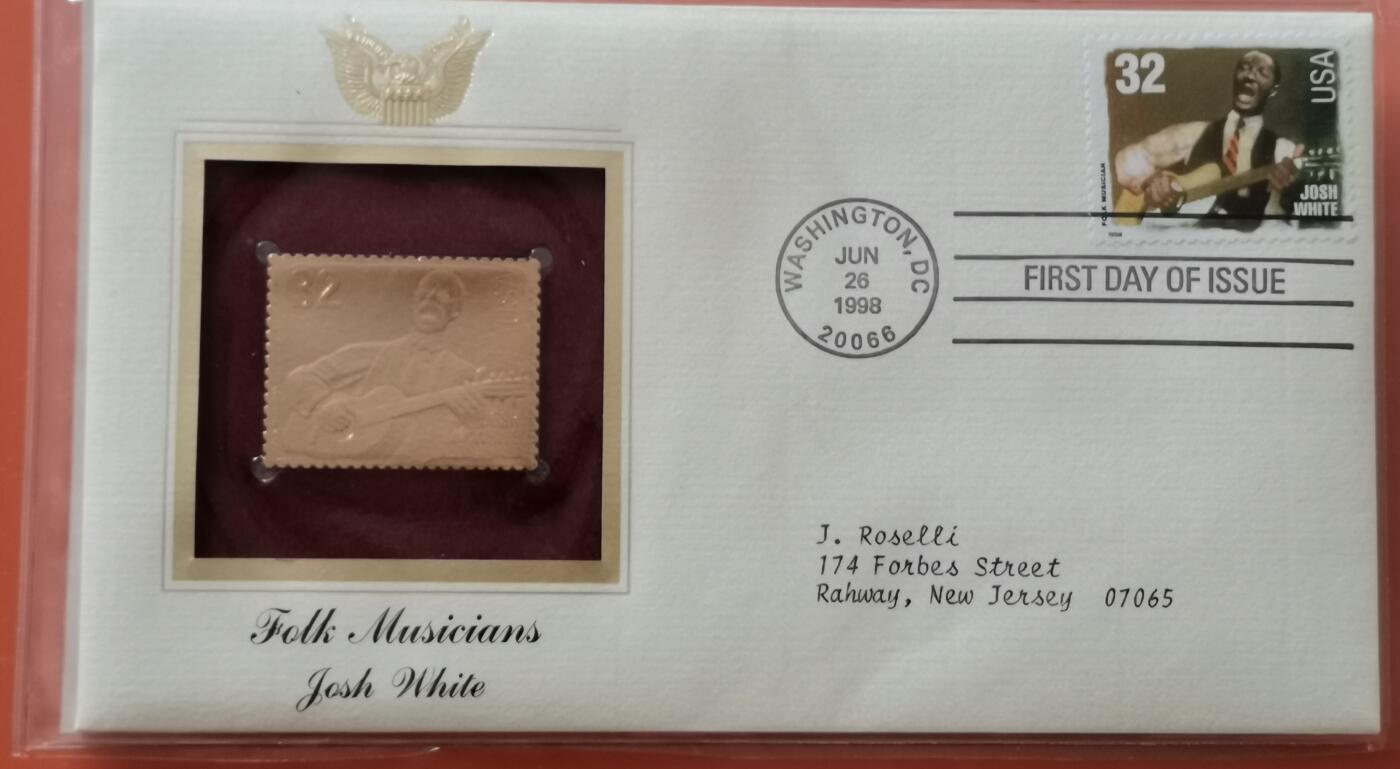 32
USA
FOLK MUSICIAN
JOSH
WHITE
1998
WASHINGTON, DC
JUN
26
1998
20066
FIRST DAY OF ISSUE
32
J. Roselli
174 Forbes Street
Rahway, New Jersey 07065
Folk Musicians
Josh White